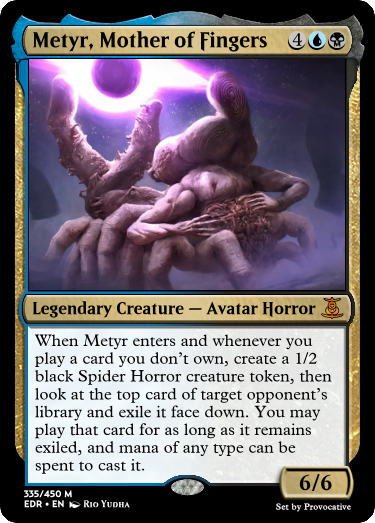 Metyr, Mother of Fingers 4
Legendary Creature — Avatar Horror
When Metyr enters and whenever you
play a card you don't own, create a 1/2
black Spider Horror creature token, then
look at the top card of target opponent's
library and exile it face down. You may
play that card for as long as it remains
exiled, and mana of any type can be
spent to cast it.
6/6
335/450 M
EDR • EN Rio Yudha
Set by Provocative